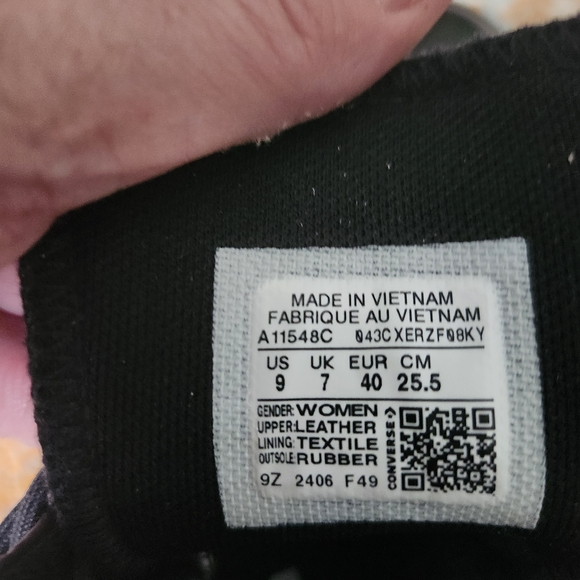 MADE IN VIETNAM
FABRIQUE AU VIETNAM
A11548C 043CXERZF08KY
US UK EUR CM
9 7 40 25.5
GENDER: WOMEN
UPPER: LEATHER
LINING: TEXTILE
OUTSOLE: RUBBER
9Z 2406 F49
CONVERSE